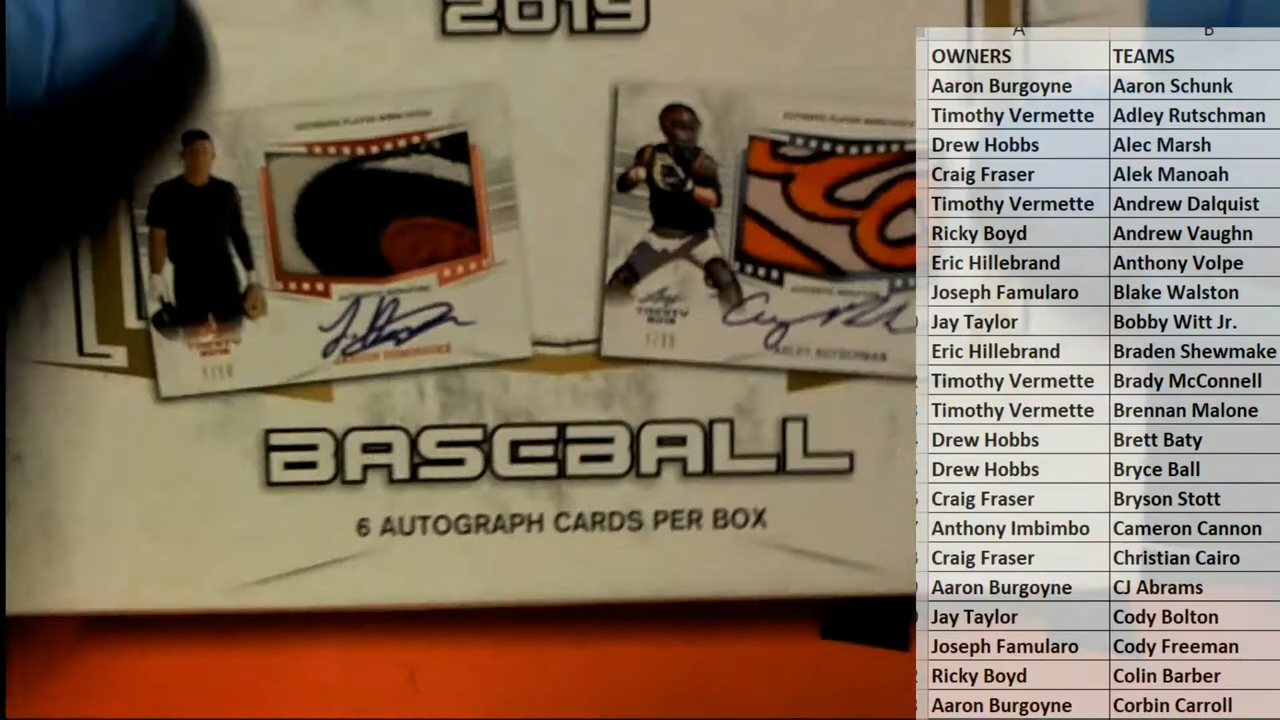 2019
BASEBALL
6 AUTOGRAPH CARDS PER BOX
A B
OWNERS TEAMS
Aaron Burgoyne Aaron Schunk
Timothy Vermette Adley Rutschman
Drew Hobbs Alec Marsh
Craig Fraser Alek Manoah
Timothy Vermette Andrew Dalquist
Ricky Boyd Andrew Vaughn
Eric Hillebrand Anthony Volpe
Joseph Famularo Blake Walston
Jay Taylor Bobby Witt Jr.
Eric Hillebrand Braden Shewmake
Timothy Vermette Brady McConnell
Timothy Vermette Brennan Malone
Drew Hobbs Brett Baty
Drew Hobbs Bryce Ball
Craig Fraser Bryson Stott
Anthony Imbimbo Cameron Cannon
Craig Fraser Christian Cairo
Aaron Burgoyne CJ Abrams
Jay Taylor Cody Bolton
Joseph Famularo Cody Freeman
Ricky Boyd Colin Barber
Aaron Burgoyne Corbin Carroll